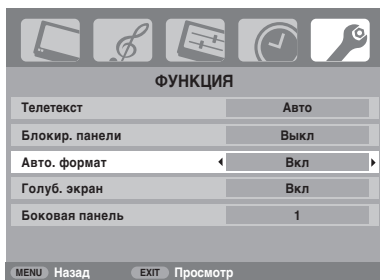 ФУНКЦИЯ
Телетекст Авто
Блокир. панели Выкл
Авто. формат Вкл
Голуб. экран Вкл
Боковая панель 1
MENU Назад EXIT Просмотр